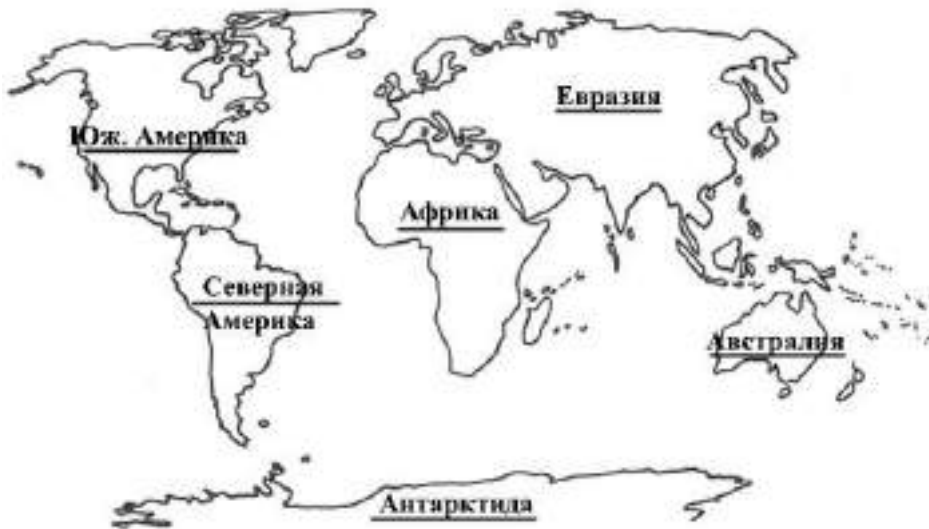 Евразия
Юж. Америка
Африка
Северная
Америка
Австралия
Антарктида